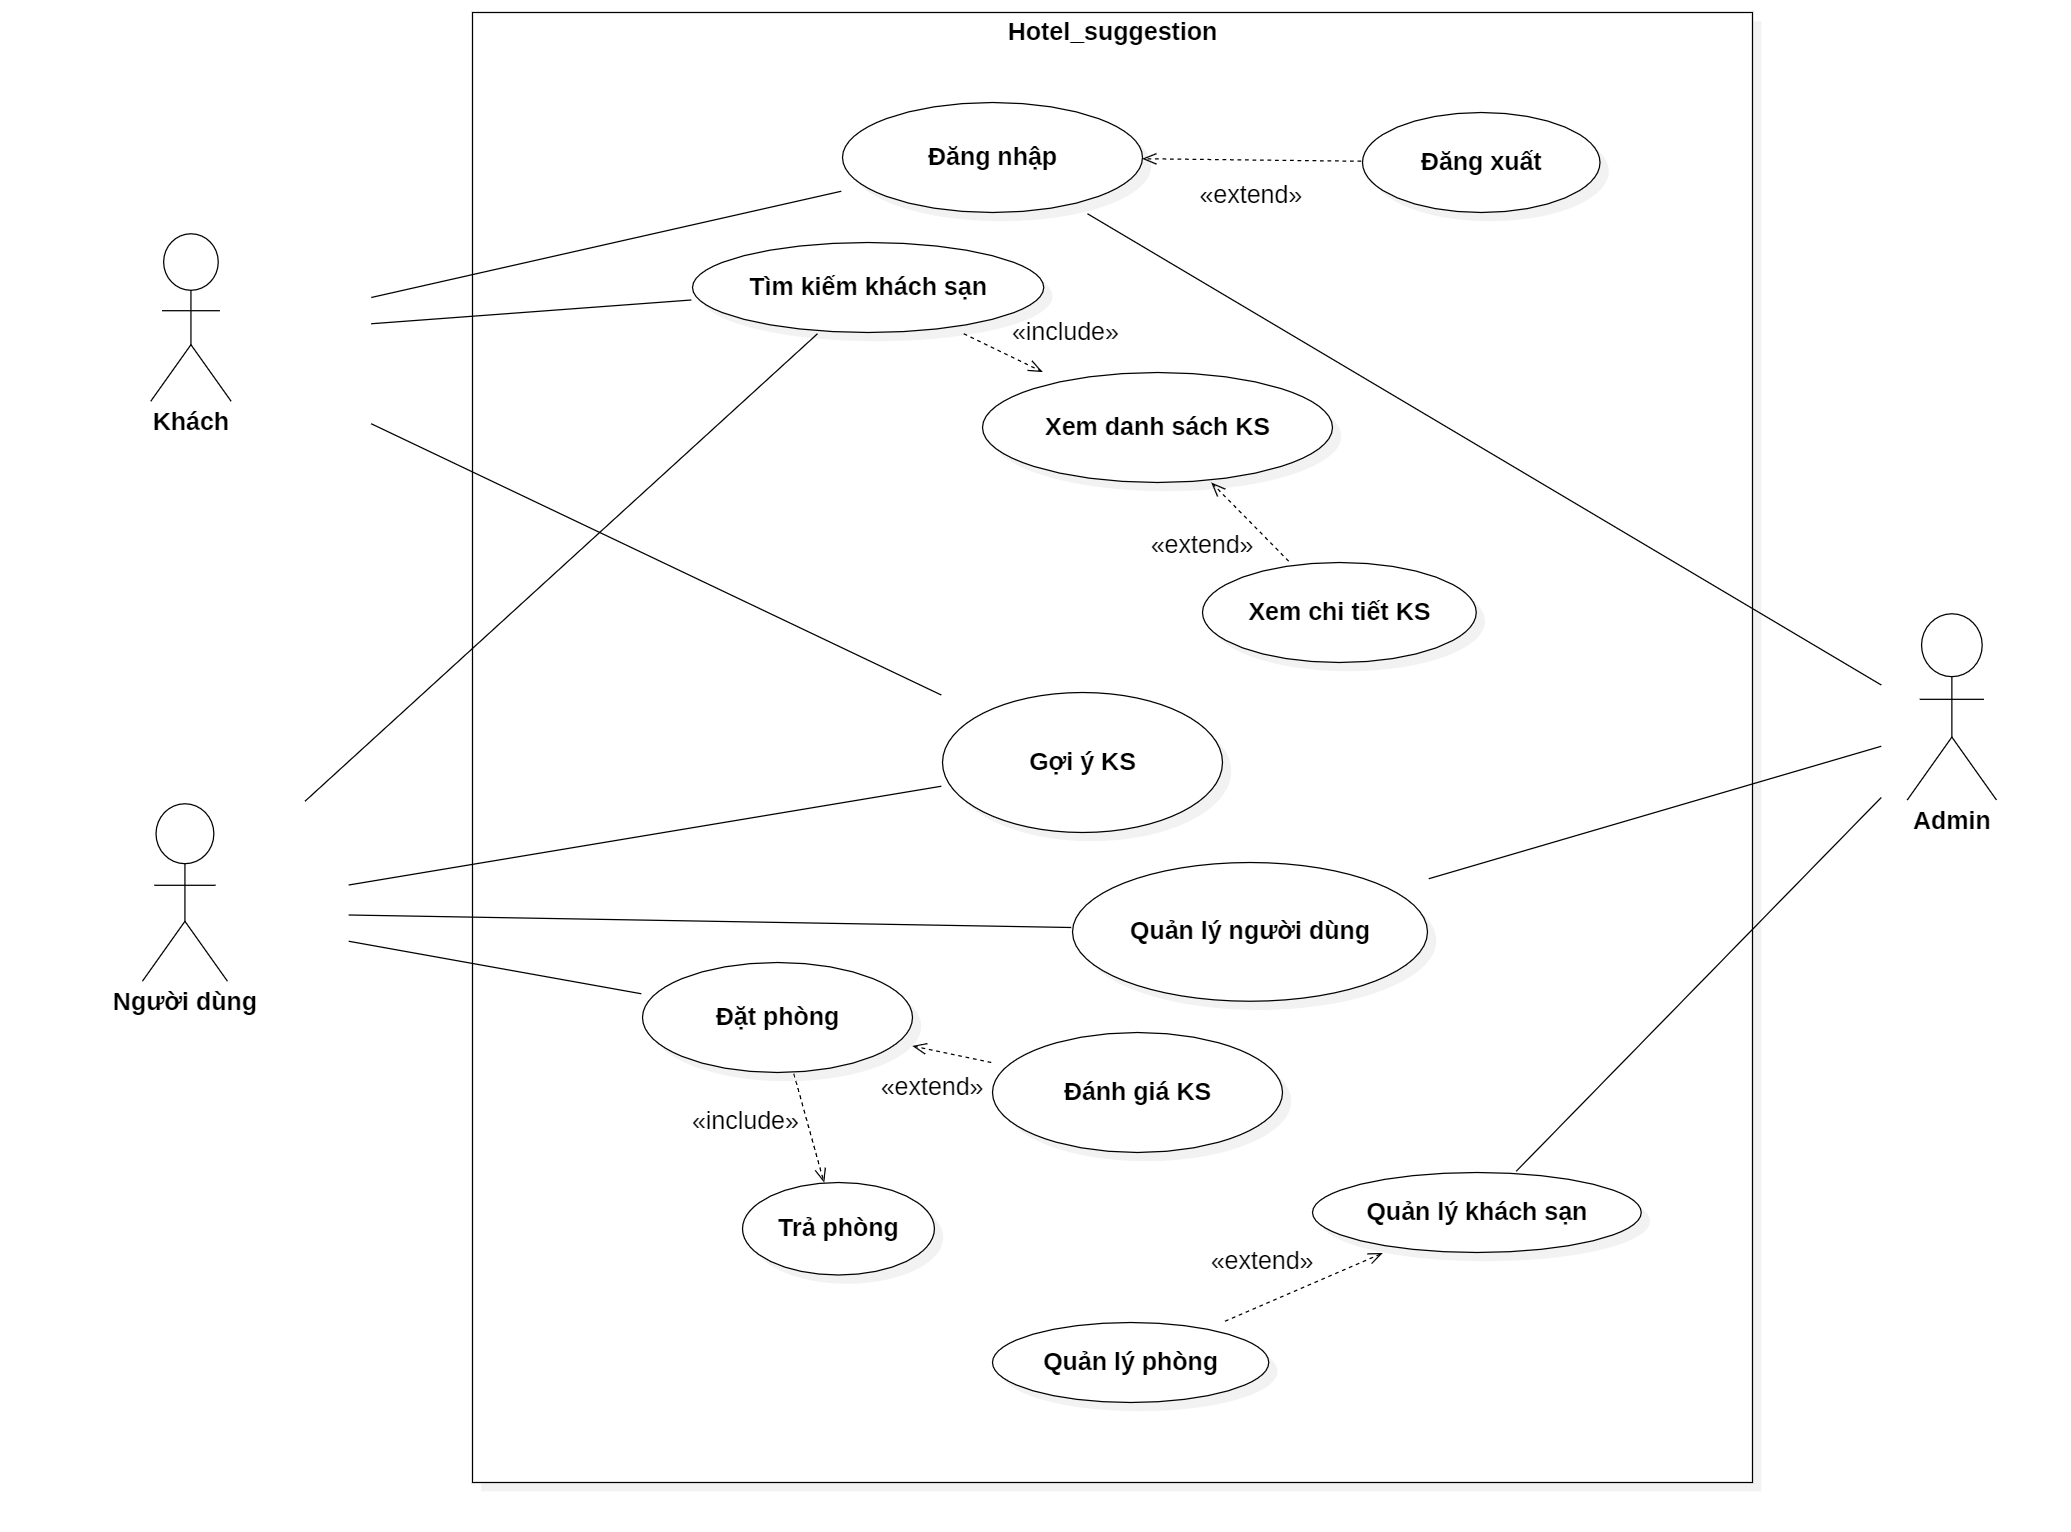 Hotel_suggestion
Đăng nhập
Đăng xuất
«extend»
Tìm kiếm khách sạn
«include»
Khách
Xem danh sách KS
«extend»
Xem chi tiết KS
Gợi ý KS
Admin
Quản lý người dùng
Người dùng
Đặt phòng
«extend»
Đánh giá KS
«include»
Trả phòng
Quản lý khách sạn
«extend»
Quản lý phòng